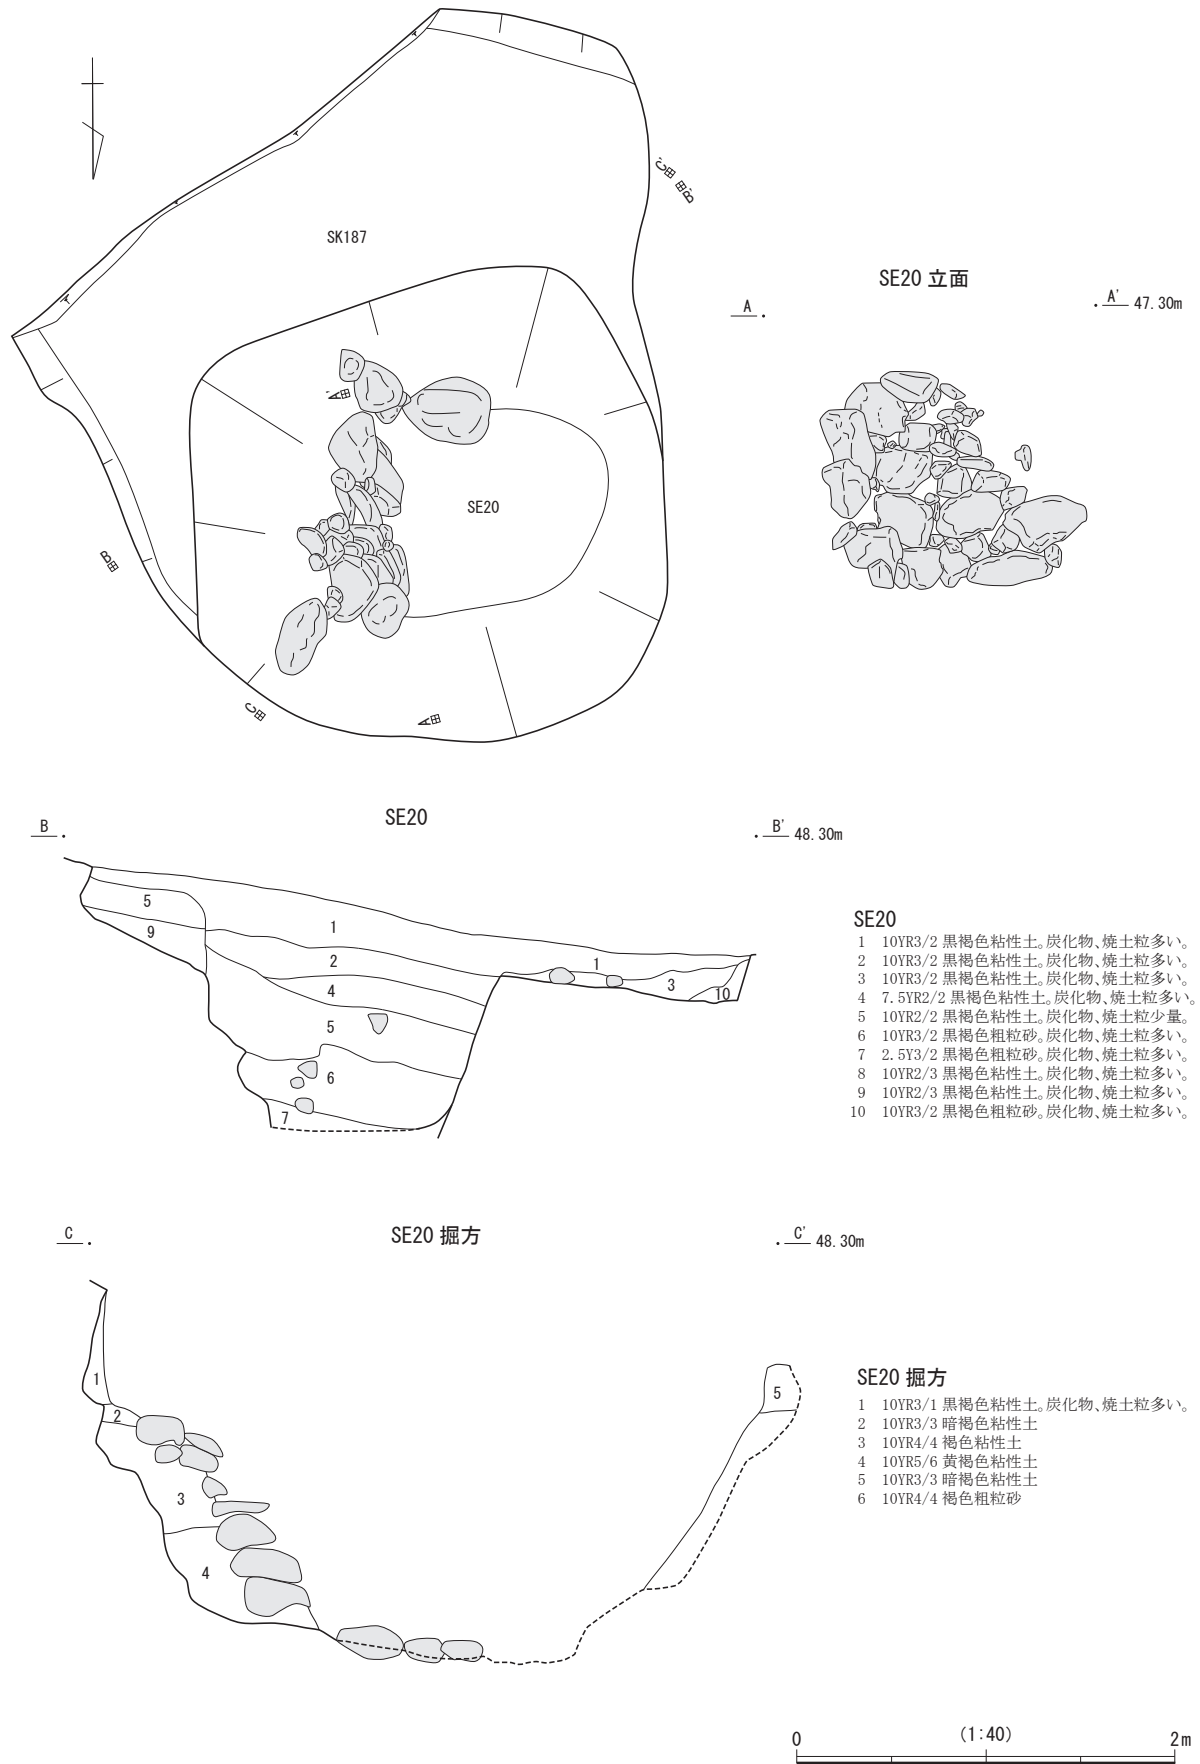 SK187
C'
B'
SE20 立面
A
A' 47.30m
A'
SE20
B
C
A
B
SE20
B' 48.30m
5
1
9
2
1
4
3
10
5
6
7
SE20
1 10YR3/2 黒褐色粘性土。炭化物、焼土粒多い。
2 10YR3/2 黒褐色粘性土。炭化物、焼土粒多い。
3 10YR3/2 黒褐色粘性土。炭化物、焼土粒多い。
4 7.5YR2/2 黒褐色粘性土。炭化物、焼土粒多い。
5 10YR2/2 黒褐色粘性土。炭化物、焼土粒少量。
6 10YR3/2 黒褐色粗粒砂。炭化物、焼土粒多い。
7 2.5Y3/2 黒褐色粗粒砂。炭化物、焼土粒多い。
8 10YR2/3 黒褐色粘性土。炭化物、焼土粒多い。
9 10YR2/3 黒褐色粘性土。炭化物、焼土粒多い。
10 10YR3/2 黒褐色粗粒砂。炭化物、焼土粒多い。
C
SE20 掘方
C' 48.30m
1
2
3
4
5
SE20 掘方
1 10YR3/1 黒褐色粘性土。炭化物、焼土粒多い。
2 10YR3/3 暗褐色粘性土
3 10YR4/4 褐色粘性土
4 10YR5/6 黄褐色粘性土
5 10YR3/3 暗褐色粘性土
6 10YR4/4 褐色粗粒砂
0 (1:40) 2m